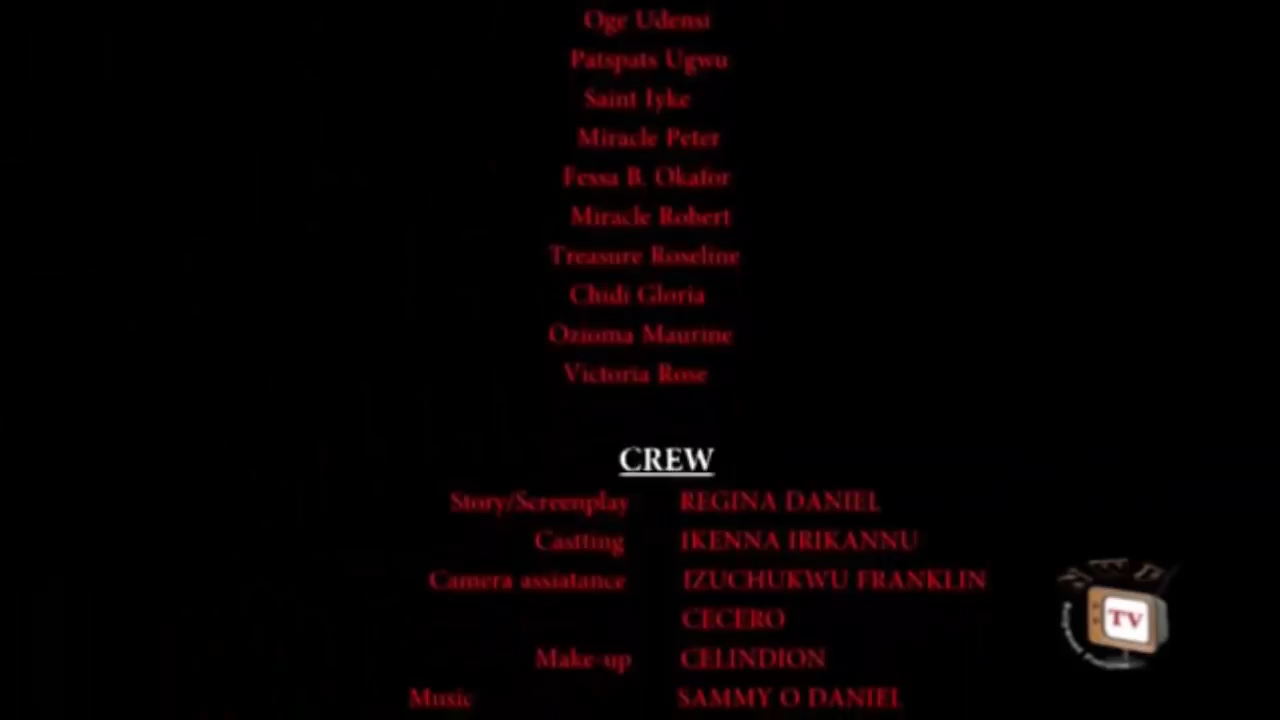 Oge Udensi
Patspats Ugwu
Saint Iyke
Miracle Peter
Fessa B. Okafor
Miracle Robert
Treasure Roseline
Chidi Gloria
Ozioma Maurine
Victoria Rose
CREW
Story/Screenplay REGINA DANIEL
Castting IKENNA IRIKANNU
Camera assiatance IZUCHUKWU FRANKLIN
CECERO
Make-up CELINDION
Music SAMMY O DANIEL
TV